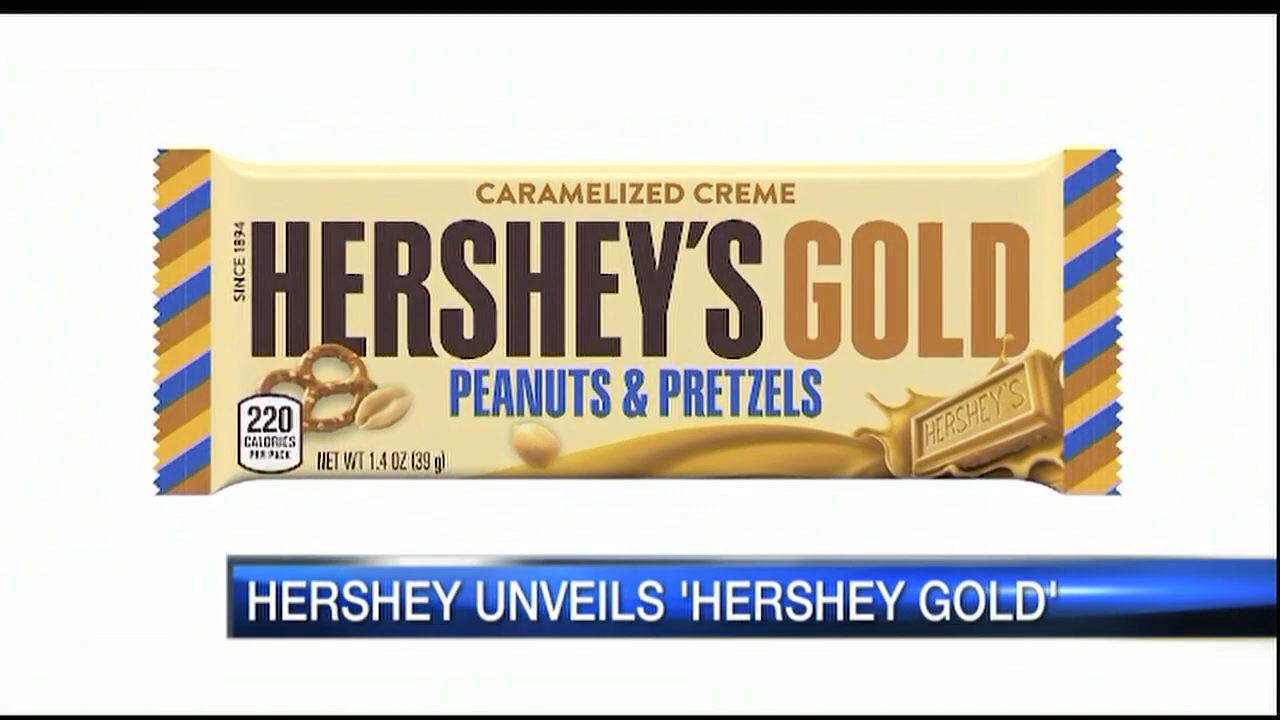 CARAMELIZED CREME
SINCE 1894
HERSHEY'S GOLD
PEANUTS & PRETZELS
HERSHEY'S
220
CALORIES
PER PACK
NET WT 1.4 OZ (39 g)
HERSHEY UNVEILS 'HERSHEY GOLD'